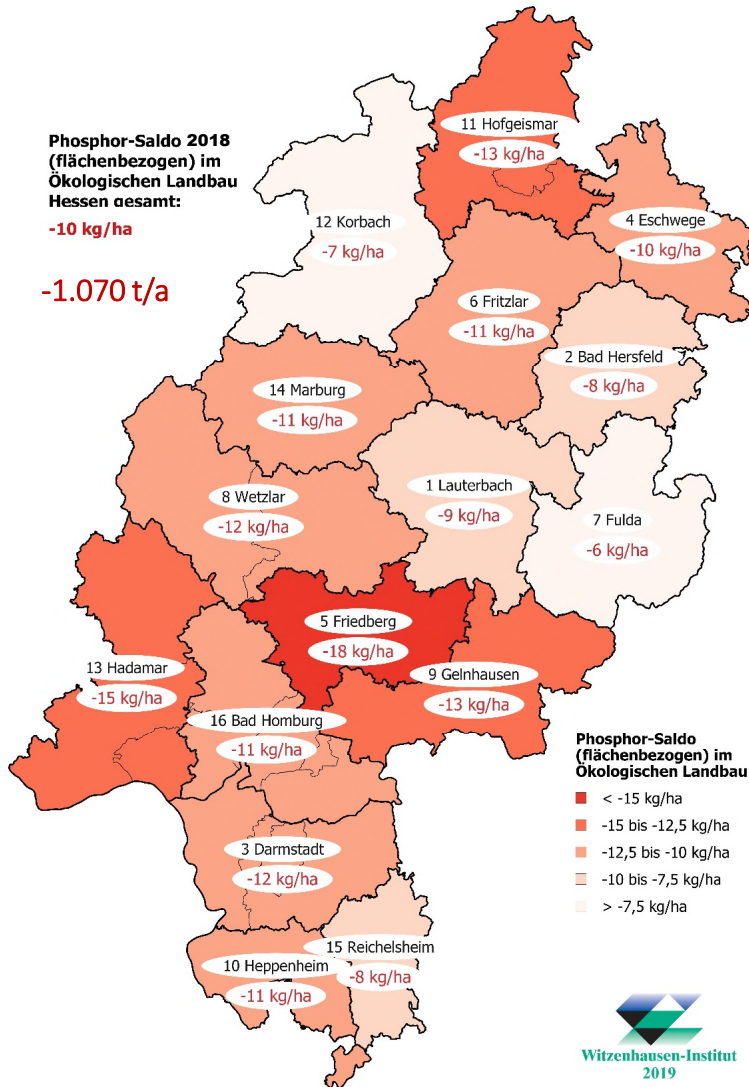 Phosphor-Saldo 2018
(flächenbezogen) im
Ökologischen Landbau
Hessen gesamt:
-10 kg/ha
-1.070 t/a
11 Hofgeismar
-13 kg/ha
12 Korbach
-7 kg/ha
4 Eschwege
-10 kg/ha
6 Fritzlar
-11 kg/ha
2 Bad Hersfeld
-8 kg/ha
14 Marburg
-11 kg/ha
8 Wetzlar
-12 kg/ha
1 Lauterbach
-9 kg/ha
7 Fulda
-6 kg/ha
5 Friedberg
-18 kg/ha
13 Hadamar
-15 kg/ha
9 Gelnhausen
-13 kg/ha
16 Bad Homburg
-11 kg/ha
3 Darmstadt
-12 kg/ha
15 Reichelsheim
-8 kg/ha
10 Heppenheim
-11 kg/ha
Phosphor-Saldo
(flächenbezogen) im
Ökologischen Landbau
< -15 kg/ha
-15 bis -12,5 kg/ha
-12,5 bis -10 kg/ha
-10 bis -7,5 kg/ha
> -7,5 kg/ha
Witzenhausen-Institut
2019